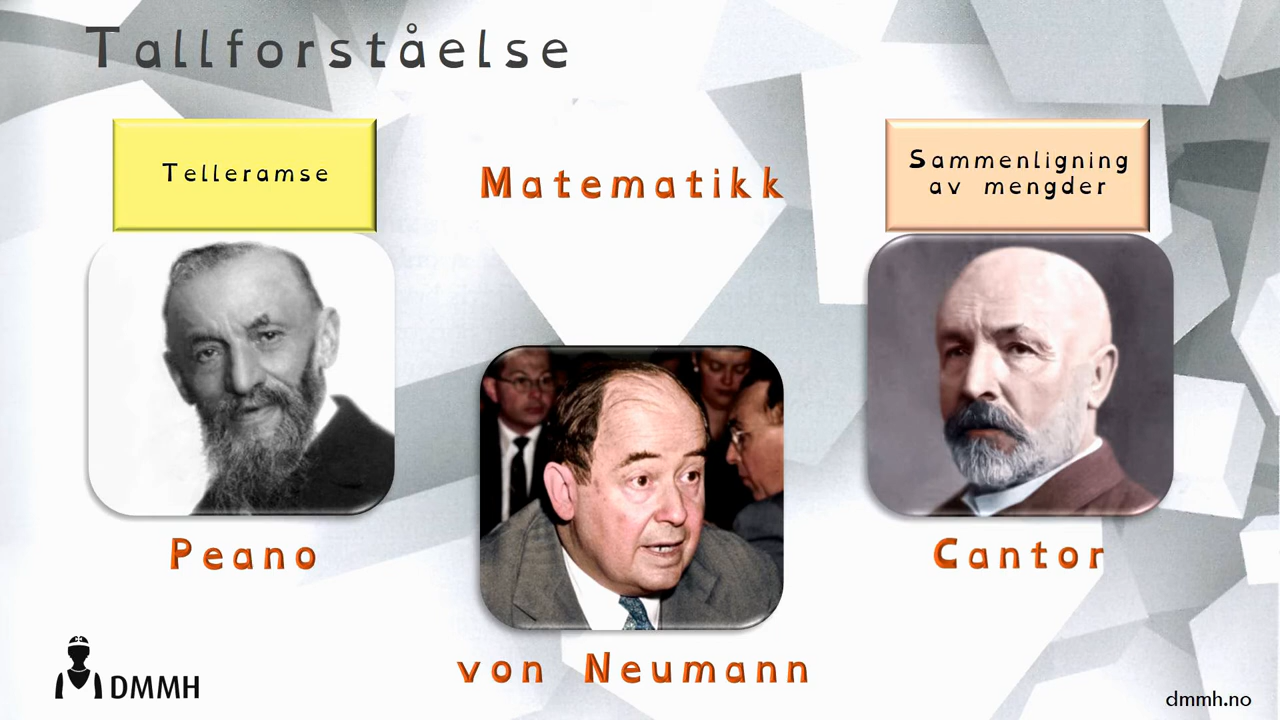 Tallforståelse
Telleramse
Matematikk
Sammenligning
av mengder
Peano
Cantor
von Neumann
DMMH
dmmh.no